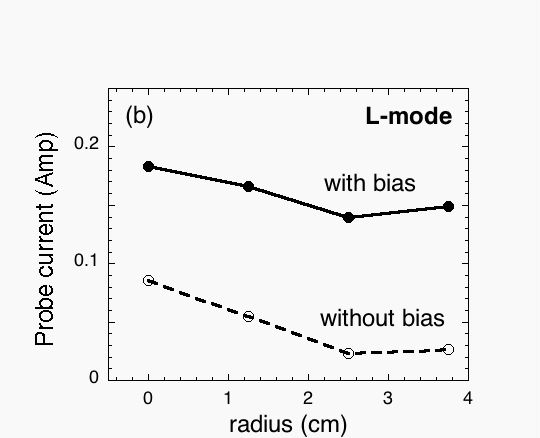 (b)
L-mode
0.2
with bias
Probe current (Amp)
0.1
without bias
0
0 1 2 3 4
radius (cm)